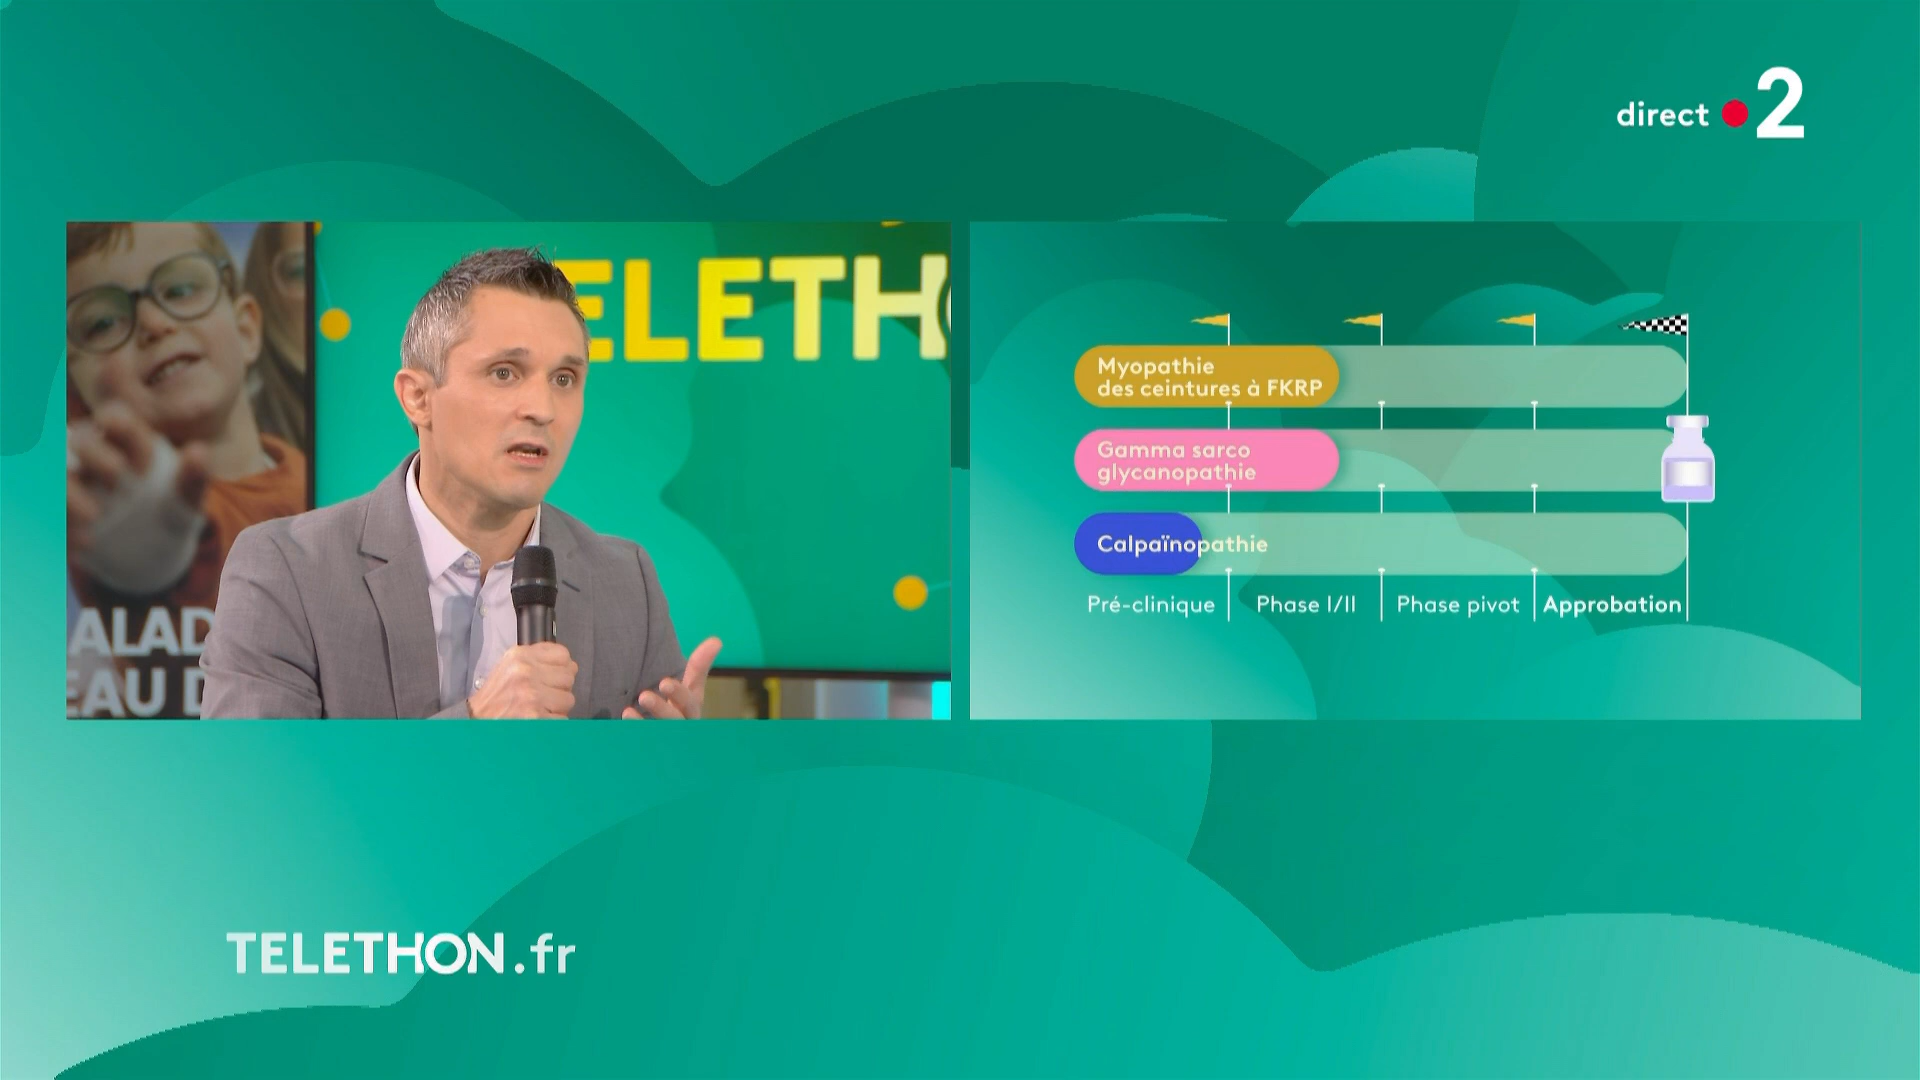 direct 2
ELETH
ALAD
EAU D
Myopathie
des ceintures à FKRP
Gamma sarco
glycanopathie
Calpaïnopathie
Pré-clinique
Phase I/II
Phase pivot
Approbation
TELETHON.fr